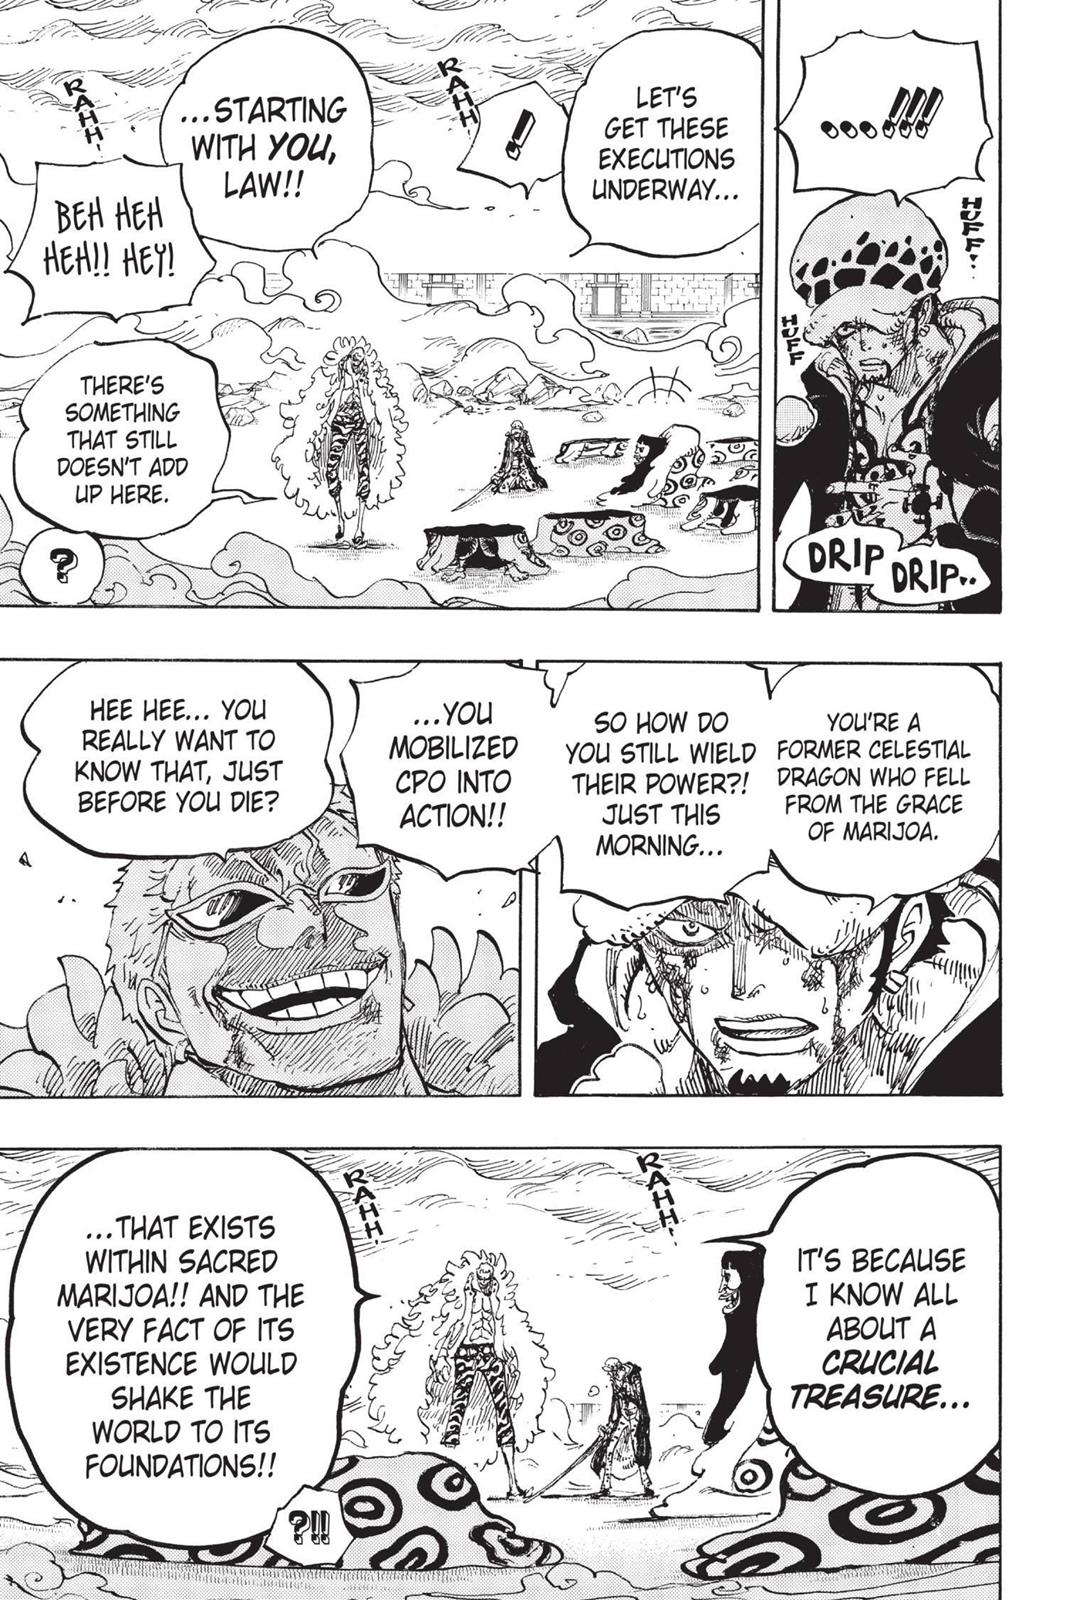 ...!!!
HUFF
HUFF
DRIP
DRIP..
LET'S
GET THESE
EXECUTIONS
UNDERWAY...
!
RAHH!
...STARTING
WITH YOU,
LAW!!
RAHH!
BEH HEH
HEH!! HEY!
THERE'S
SOMETHING
THAT STILL
DOESN'T ADD
UP HERE.
?
YOU'RE A
FORMER CELESTIAL
DRAGON WHO FELL
FROM THE GRACE
OF MARIJOA.
SO HOW DO
YOU STILL WIELD
THEIR POWER?!
JUST THIS
MORNING...
...YOU
MOBILIZED
CPO INTO
ACTION!!
HEE HEE... YOU
REALLY WANT TO
KNOW THAT, JUST
BEFORE YOU DIE?
IT'S BECAUSE
I KNOW ALL
ABOUT A
CRUCIAL
TREASURE...
RAHH!
RAHH!
...THAT EXISTS
WITHIN SACRED
MARIJOA!! AND THE
VERY FACT OF ITS
EXISTENCE WOULD
SHAKE THE
WORLD TO ITS
FOUNDATIONS!!
?!!